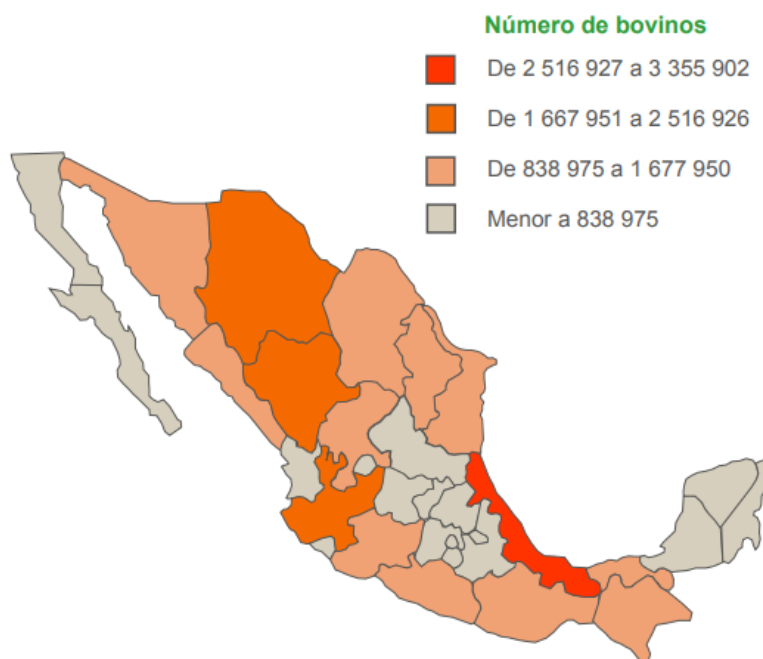 Número de bovinos
De 2 516 927 a 3 355 902
De 1 667 951 a 2 516 926
De 838 975 a 1 677 950
Menor a 838 975